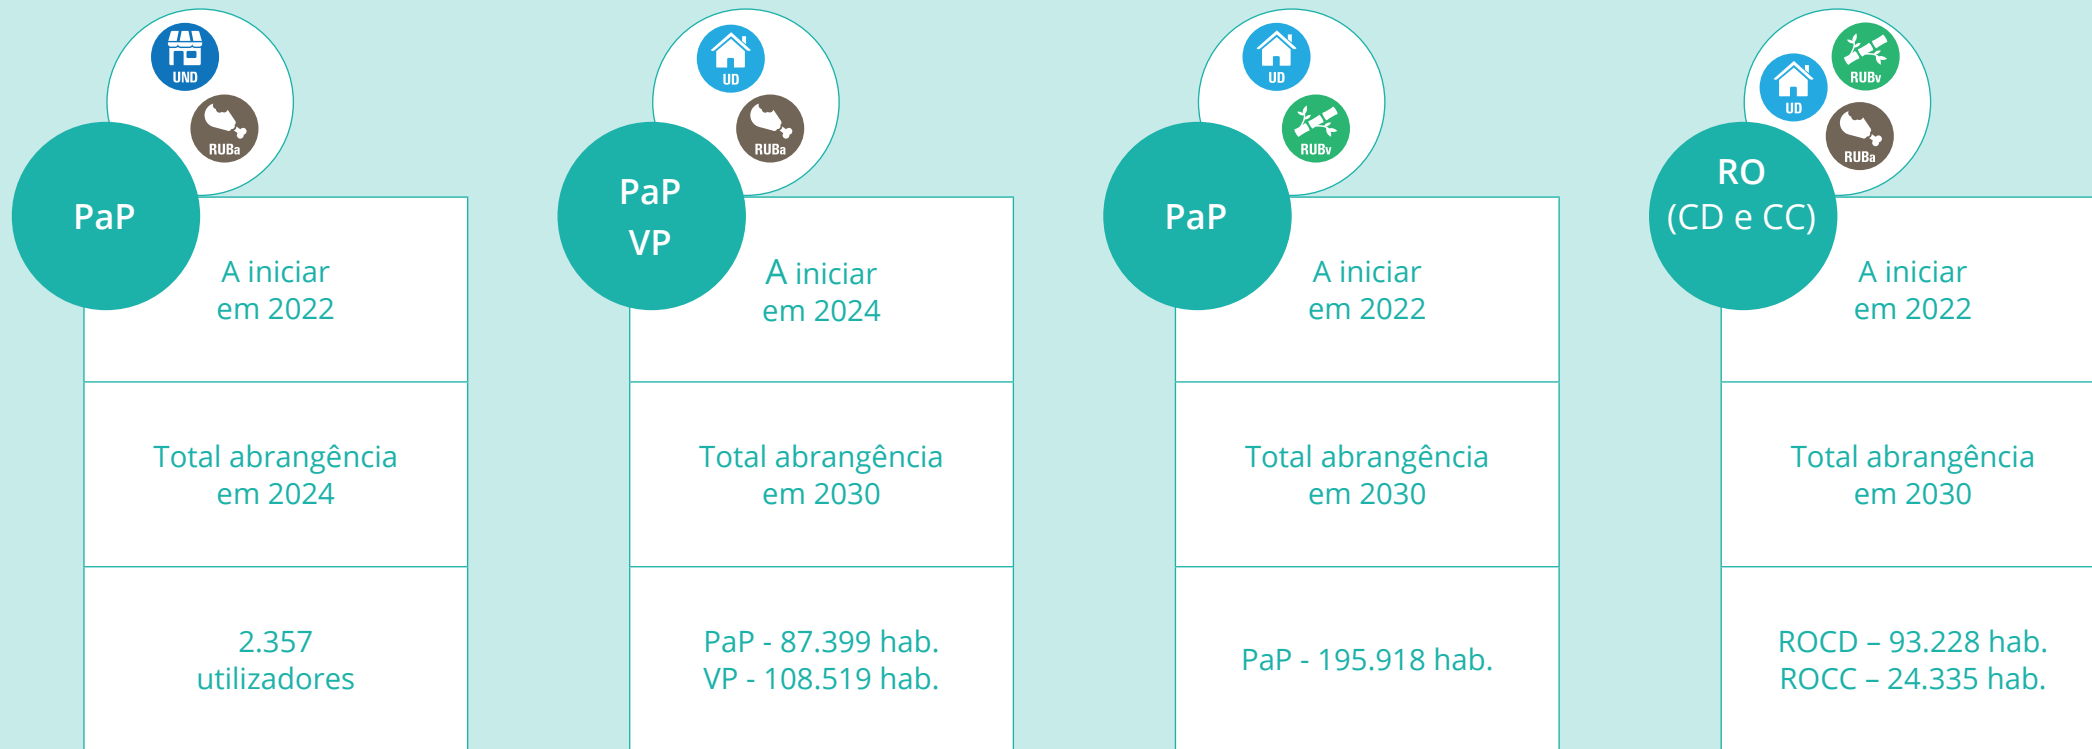 UND
RUBa
PaP
A iniciar
em 2022
Total abrangência
em 2024
2.357
utilizadores
UD
RUBa
PaP
VP
A iniciar
em 2024
Total abrangência
em 2030
PaP - 87.399 hab.
VP - 108.519 hab.
UD
RUBv
PaP
A iniciar
em 2022
Total abrangência
em 2030
PaP - 195.918 hab.
RUBv
UD
RUBa
RO
(CD e CC)
A iniciar
em 2022
Total abrangência
em 2030
ROCD – 93.228 hab.
ROCC – 24.335 hab.